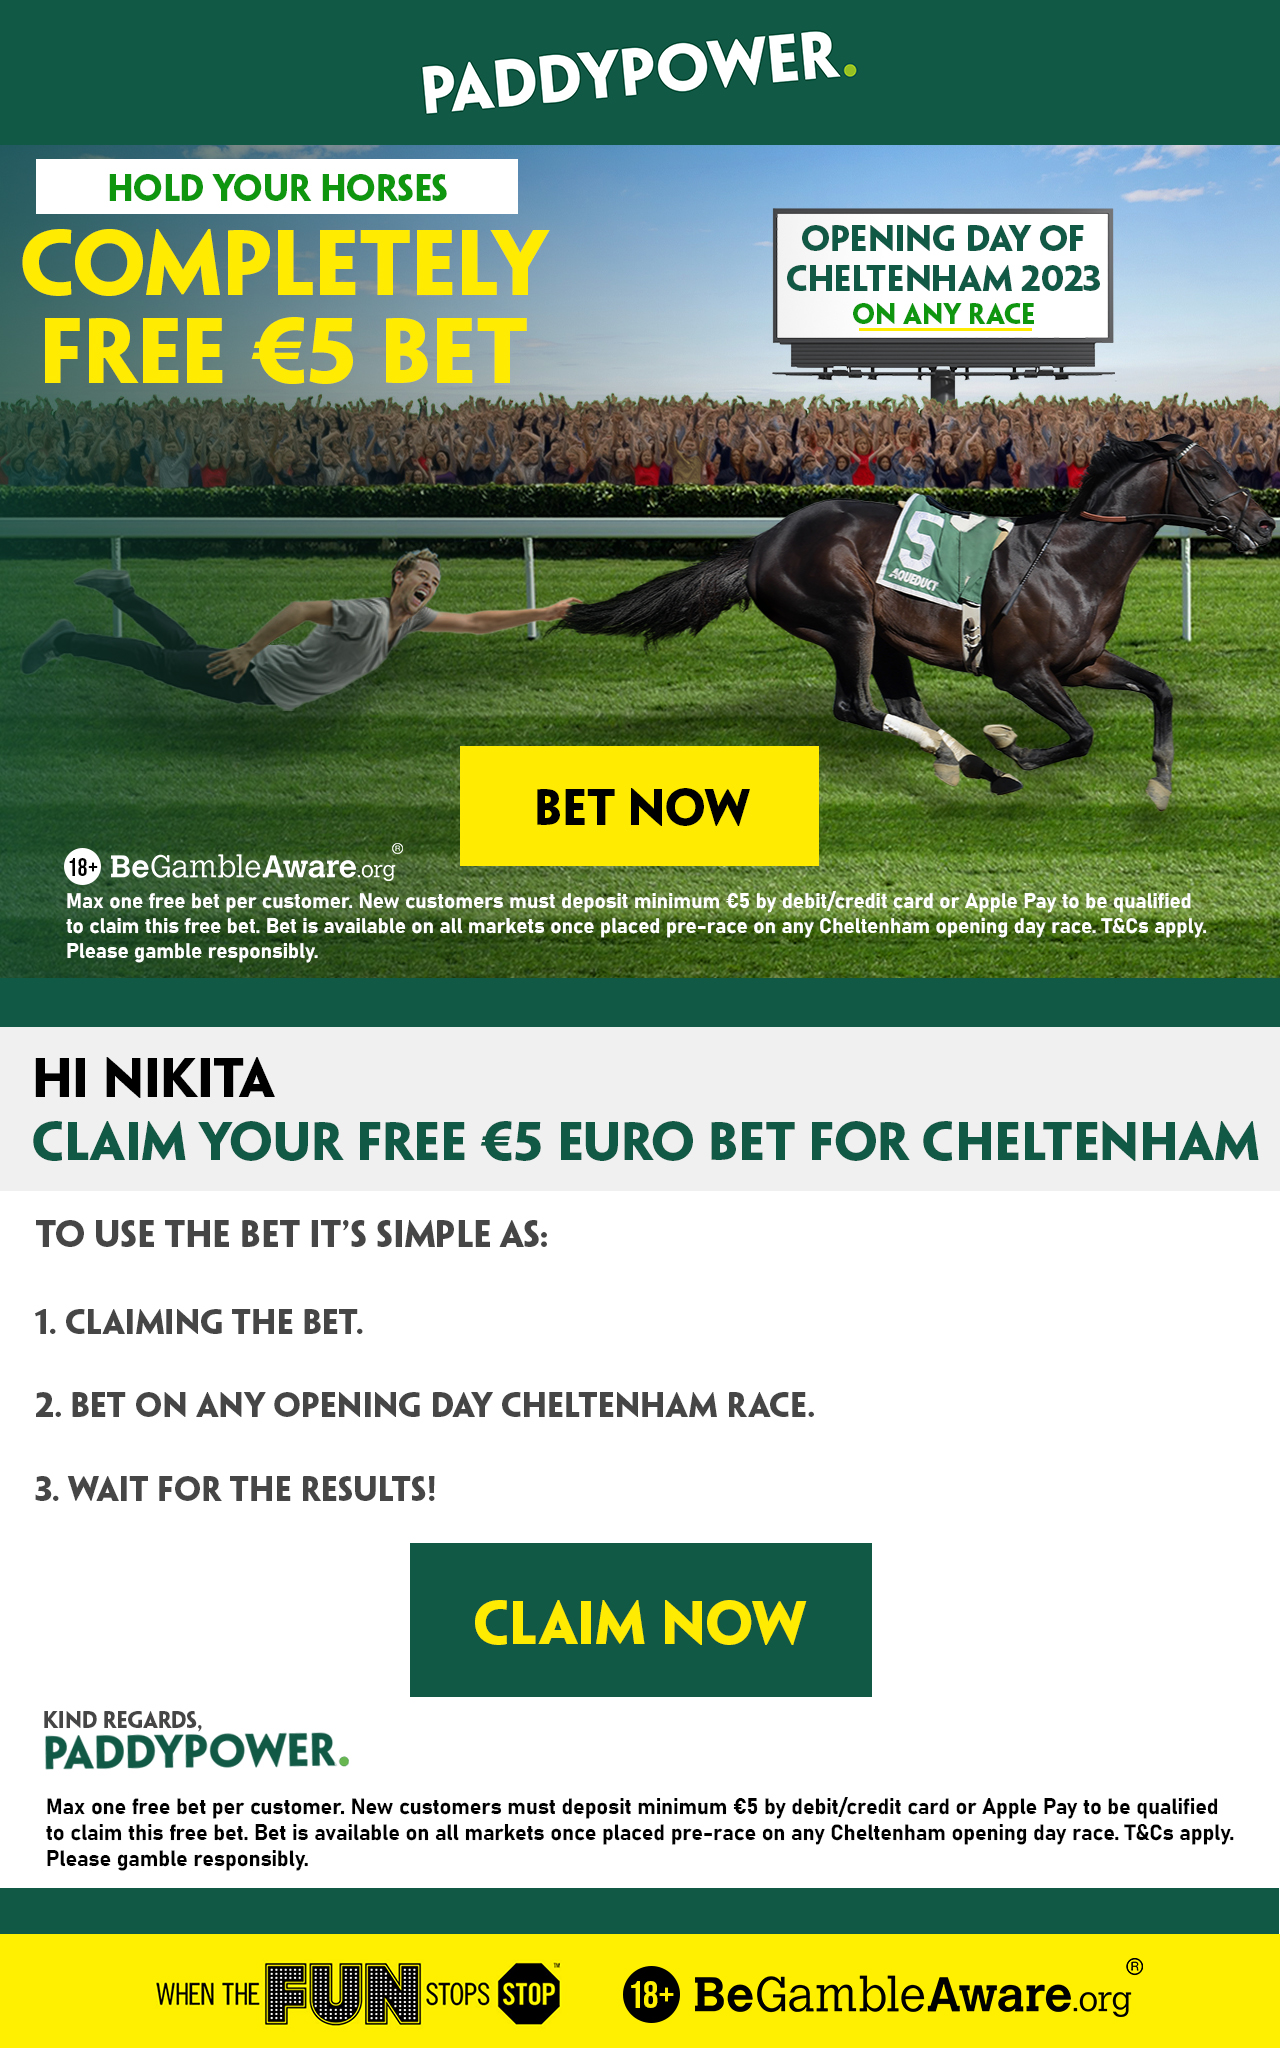 PADDYPOWER.
HOLD YOUR HORSES
COMPLETELY
FREE €5 BET
OPENING DAY OF
CHELTENHAM 2023
ON ANY RACE
5
AQUEDUCT
BET NOW
18+ BeGambleAware.org®
Max one free bet per customer. New customers must deposit minimum €5 by debit/credit card or Apple Pay to be qualified
to claim this free bet. Bet is available on all markets once placed pre-race on any Cheltenham opening day race. T&Cs apply.
Please gamble responsibly.
HI NIKITA
CLAIM YOUR FREE €5 EURO BET FOR CHELTENHAM
TO USE THE BET IT’S SIMPLE AS:
1. CLAIMING THE BET.
2. BET ON ANY OPENING DAY CHELTENHAM RACE.
3. WAIT FOR THE RESULTS!
CLAIM NOW
KIND REGARDS,
PADDYPOWER.
Max one free bet per customer. New customers must deposit minimum €5 by debit/credit card or Apple Pay to be qualified
to claim this free bet. Bet is available on all markets once placed pre-race on any Cheltenham opening day race. T&Cs apply.
Please gamble responsibly.
WHEN THE FUN STOPS STOP™ 18+ BeGambleAware.org®